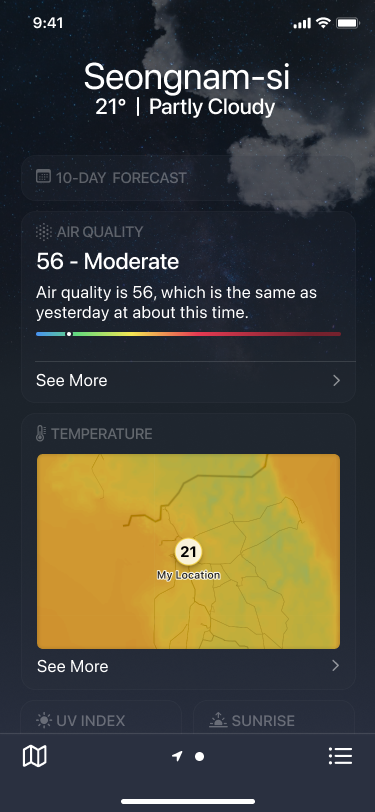 9:41
Seongnam-si
21° | Partly Cloudy
10-DAY FORECAST
AIR QUALITY
56 - Moderate
Air quality is 56, which is the same as
yesterday at about this time.
See More
TEMPERATURE
21
My Location
See More
UV INDEX
SUNRISE